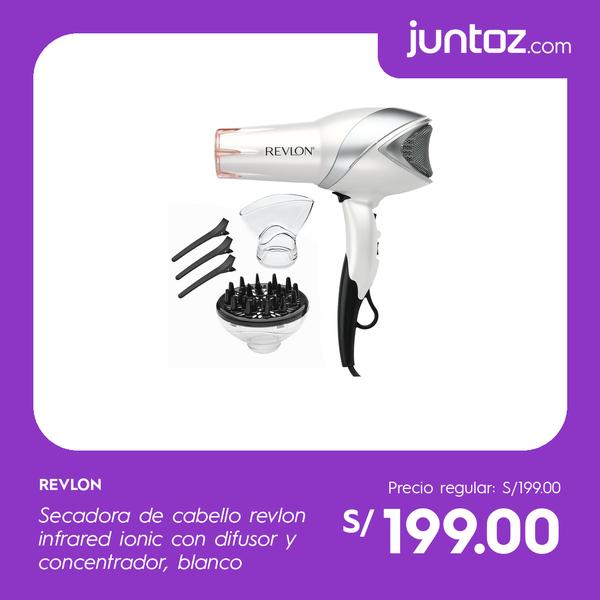 juntoz.com
REVLON
REVLON
Secadora de cabello revlon
infrared ionic con difusor y
concentrador, blanco
Precio regular: S/199.00
S/199.00